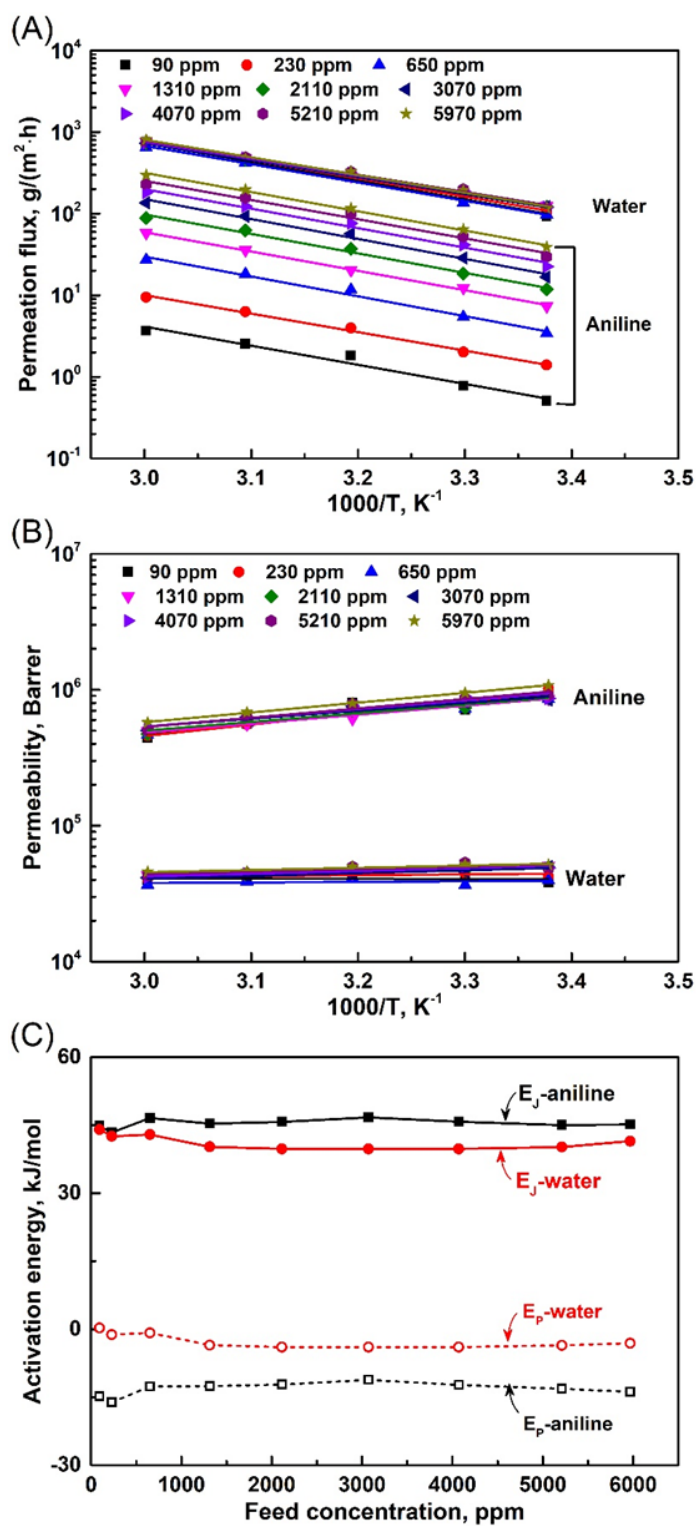 (A)
10^4
10^3
10^2
10^1
10^0
10^-1
Permeation flux, g/(m²·h)
90 ppm 230 ppm 650 ppm
1310 ppm 2110 ppm 3070 ppm
4070 ppm 5210 ppm 5970 ppm
Water
Aniline
3.0 3.1 3.2 3.3 3.4 3.5
1000/T, K⁻¹
(B)
10^7
10^6
10^5
10^4
Permeability, Barrer
90 ppm 230 ppm 650 ppm
1310 ppm 2110 ppm 3070 ppm
4070 ppm 5210 ppm 5970 ppm
Aniline
Water
3.0 3.1 3.2 3.3 3.4 3.5
1000/T, K⁻¹
(C)
60
30
0
-30
Activation energy, kJ/mol
E_J-aniline
E_J-water
E_P-water
E_P-aniline
0 1000 2000 3000 4000 5000 6000
Feed concentration, ppm